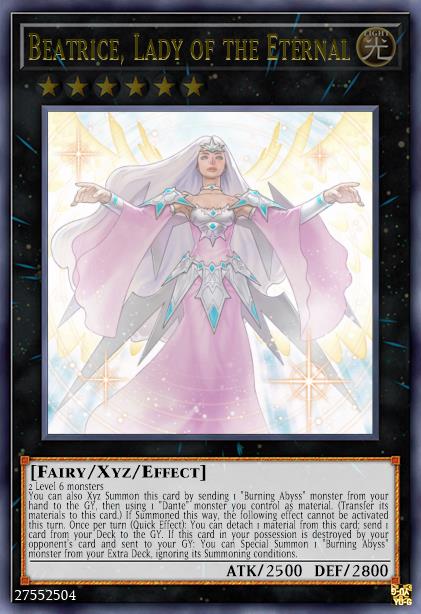 Beatrice, Lady of the Eternal
LIGHT
光
[Fairy/Xyz/Effect]
2 Level 6 monsters
You can also Xyz Summon this card by sending 1 "Burning Abyss" monster from your
hand to the GY, then using 1 "Dante" monster you control as material. (Transfer its
materials to this card.) If Summoned this way, the following effect cannot be activated
this turn. Once per turn (Quick Effect): You can detach 1 material from this card; send 1
card from your Deck to the GY. If this card in your possession is destroyed by your
opponent's card and sent to your GY: You can Special Summon 1 "Burning Abyss"
monster from your Extra Deck, ignoring its Summoning conditions.
ATK/2500 DEF/2800
27552504